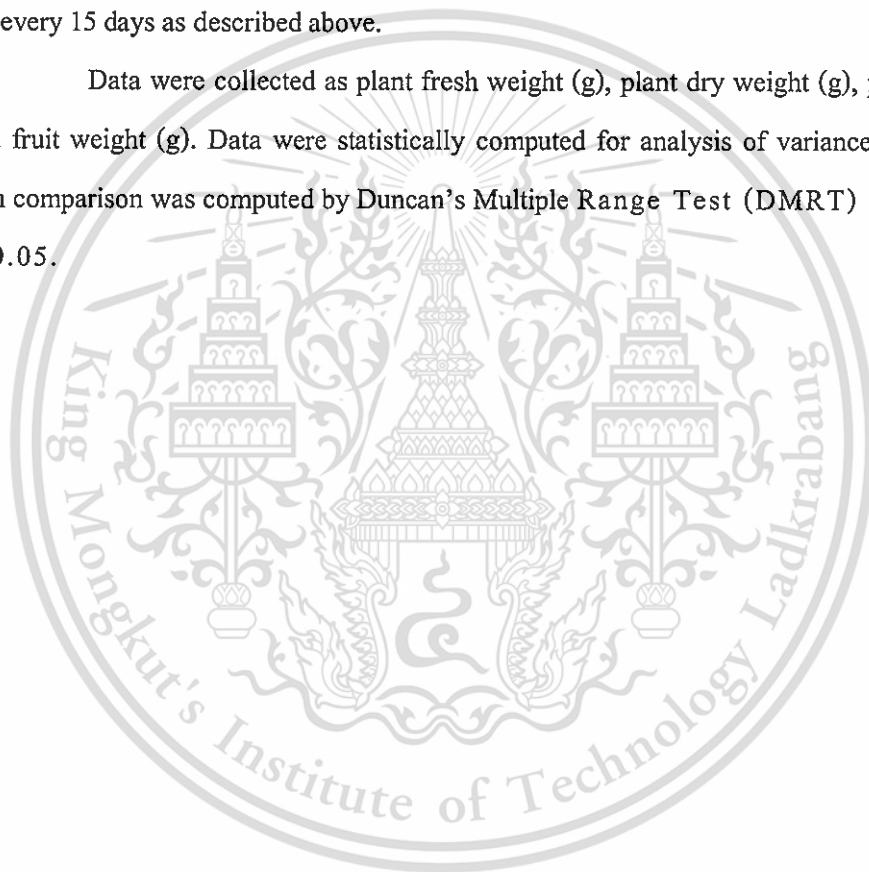 every 15 days as described above.
Data were collected as plant fresh weight (g), plant dry weight (g),
fruit weight (g). Data were statistically computed for analysis of variance
comparison was computed by Duncan's Multiple Range Test (DMRT)
.05.
King Mongkut's Institute of Technology Ladkrabang